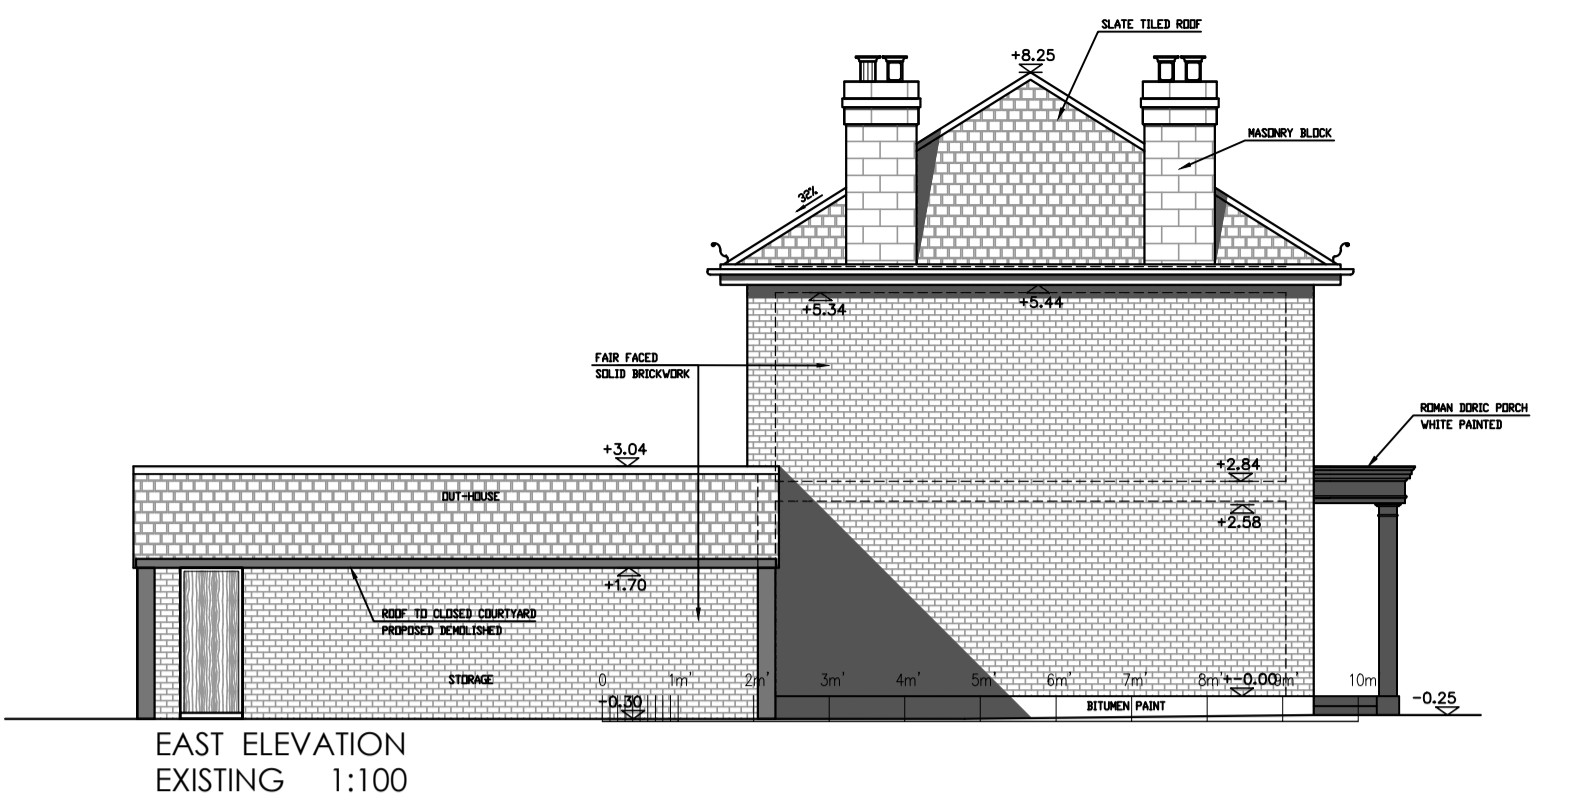 SLATE TILED ROOF
+8.25
MASONRY BLOCK
32%
+5.34
+5.44
FAIR FACED
SOLID BRICKWORK
ROMAN DORIC PORCH
WHITE PAINTED
+3.04
+2.84
OUT-HOUSE
+2.58
+1.70
ROOF TO CLOSED COURTYARD
PROPOSED DEMOLISHED
STORAGE
0 1m' 2m' 3m' 4m' 5m' 6m' 7m' 8m' 9m' 10m
+-0.00
-0.30
BITUMEN PAINT
-0.25
EAST ELEVATION
EXISTING 1:100